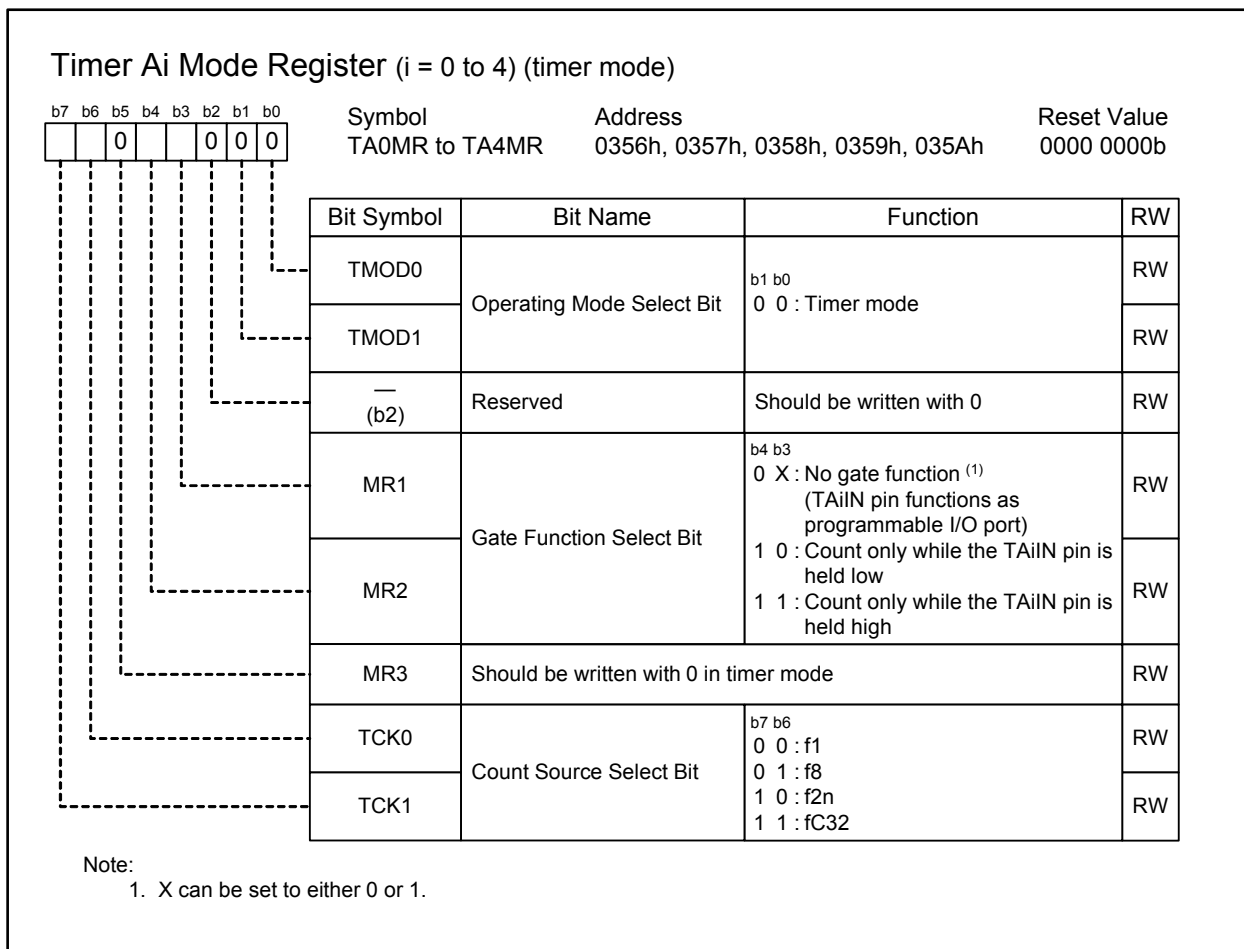 Timer Ai Mode Register (i = 0 to 4) (timer mode)
b7 b6 b5 b4 b3 b2 b1 b0
0 0 0 0
Symbol Address Reset Value
TA0MR to TA4MR 0356h, 0357h, 0358h, 0359h, 035Ah 0000 0000b
Bit Symbol Bit Name Function RW
TMOD0 RW
Operating Mode Select Bit
b1 b0
0 0 : Timer mode
TMOD1 RW
—
(b2) Reserved Should be written with 0 RW
MR1 RW
Gate Function Select Bit
b4 b3
0 X : No gate function (1)
(TAiIN pin functions as
programmable I/O port)
1 0 : Count only while the TAiIN pin is
held low
1 1 : Count only while the TAiIN pin is
held high
MR2 RW
MR3 Should be written with 0 in timer mode RW
TCK0 RW
Count Source Select Bit
b7 b6
0 0 : f1
0 1 : f8
1 0 : f2n
1 1 : fC32
TCK1 RW
Note:
1. X can be set to either 0 or 1.